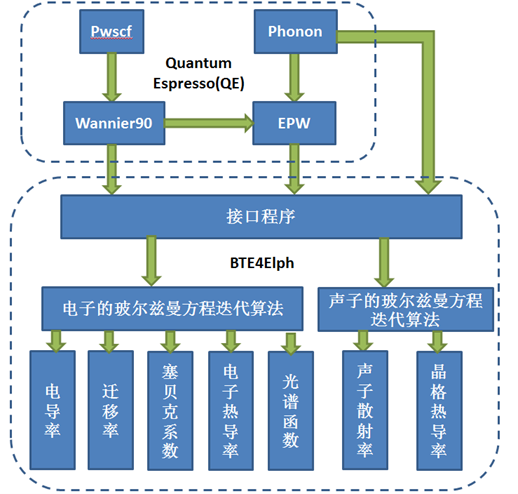 Pwscf
Phonon
Quantum
Espresso(QE)
Wannier90
EPW
接口程序
BTE4Elph
电子的玻尔兹曼方程迭代算法
声子的玻尔兹曼方程
迭代算法
电导率
迁移率
塞贝克系数
电子热导率
光谱函数
声子散射率
晶格热导率